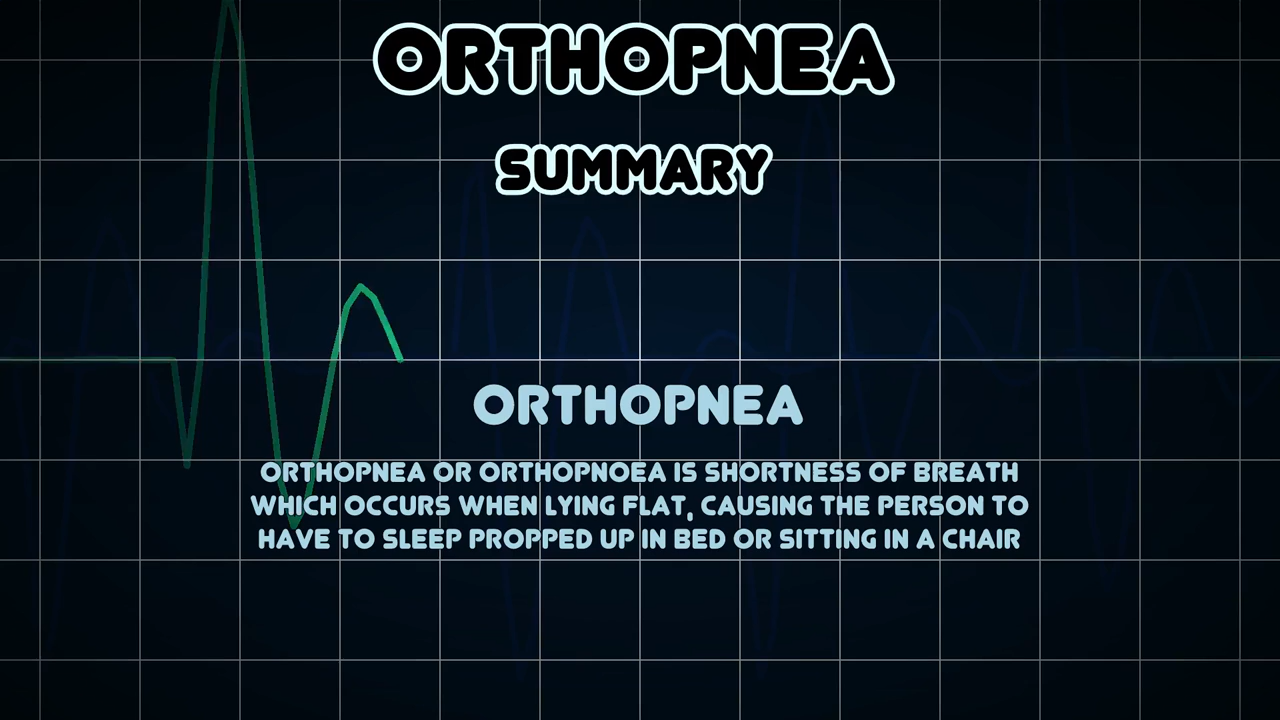 ORTHOPNEA
SUMMARY
ORTHOPNEA
ORTHOPNEA OR ORTHOPNOEA IS SHORTNESS OF BREATH
WHICH OCCURS WHEN LYING FLAT, CAUSING THE PERSON TO
HAVE TO SLEEP PROPPED UP IN BED OR SITTING IN A CHAIR